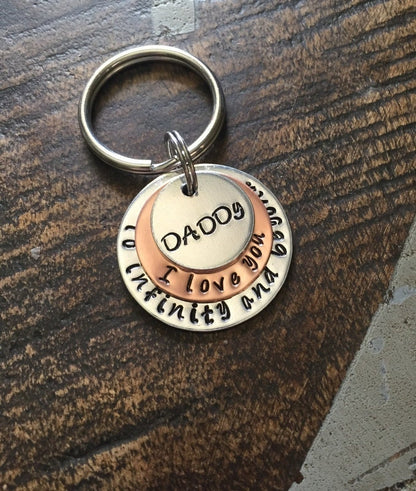 DADDy
I love you
To infinity and beyond